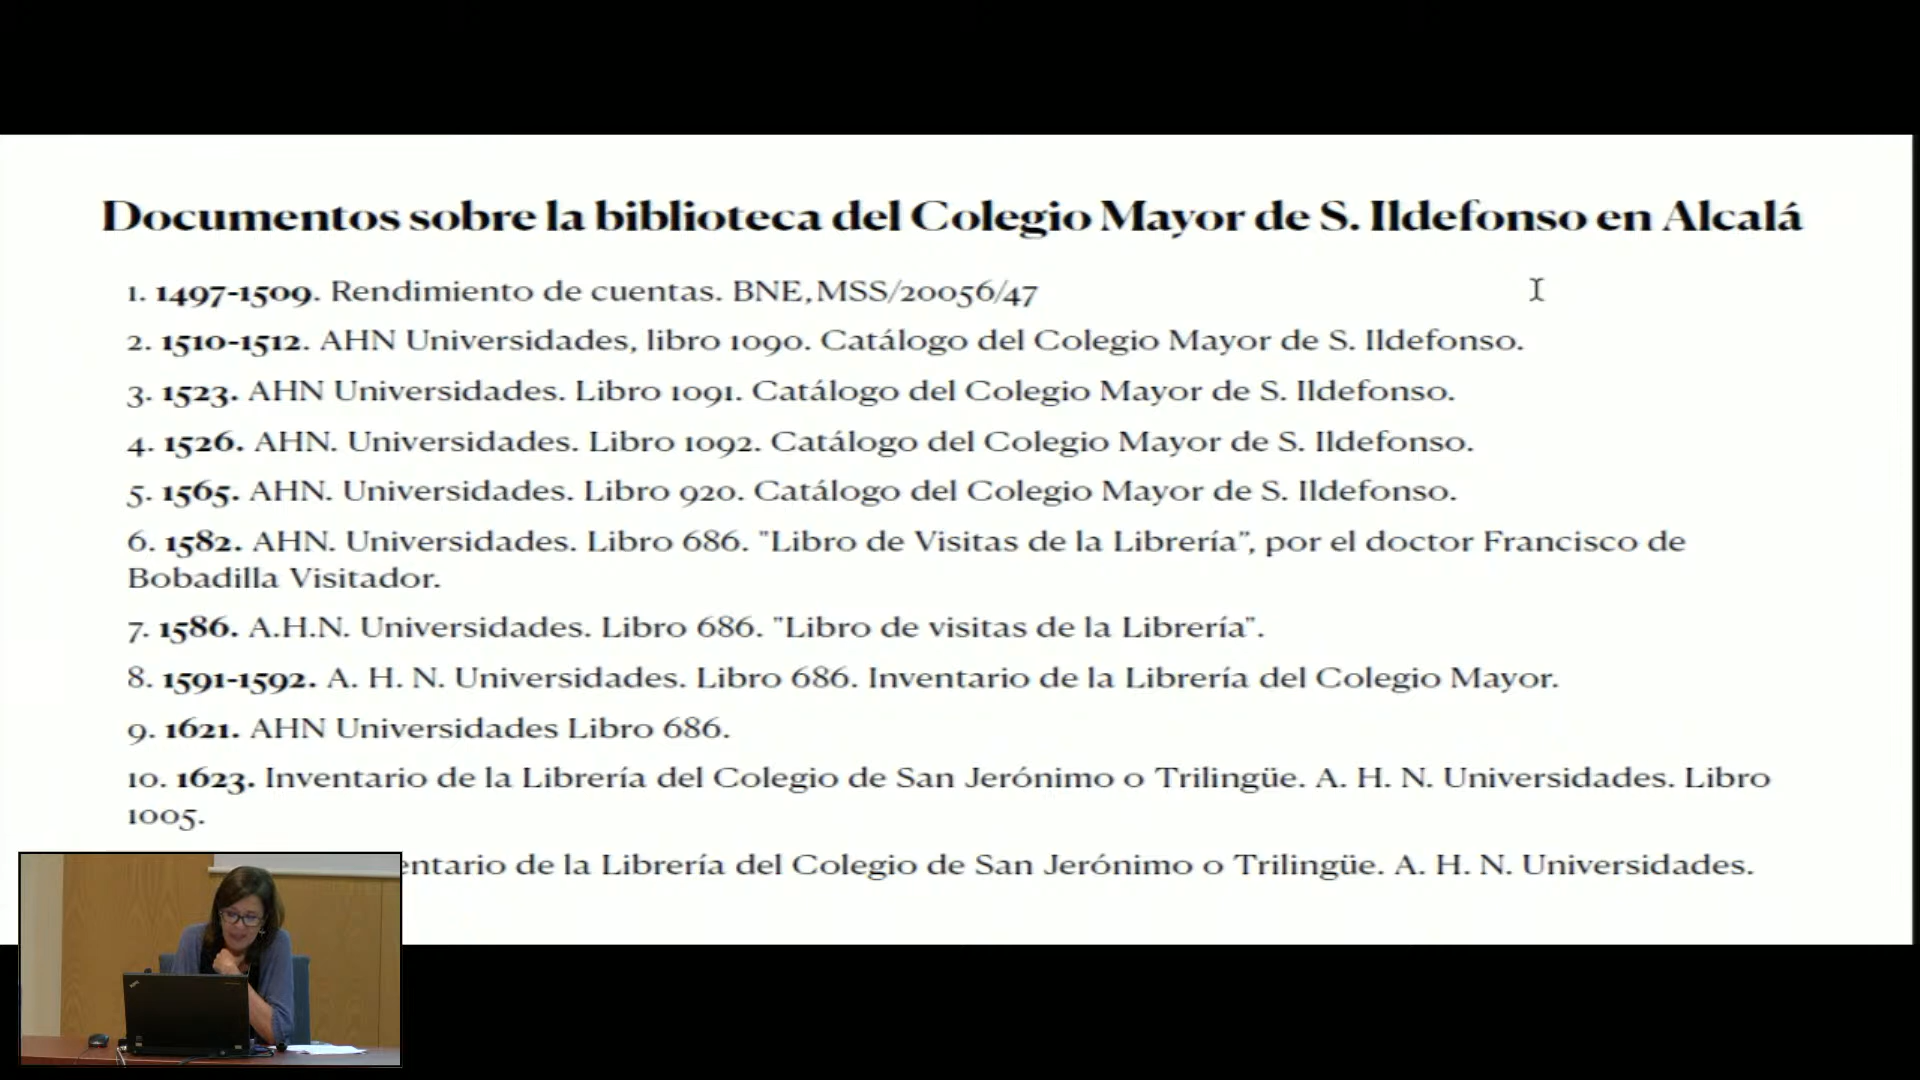 Documentos sobre la biblioteca del Colegio Mayor de S. Ildefonso en Alcalá
1. 1497-1509. Rendimiento de cuentas. BNE, MSS/20056/47
2. 1510-1512. AHN Universidades, libro 1090. Catálogo del Colegio Mayor de S. Ildefonso.
3. 1523. AHN Universidades. Libro 1091. Catálogo del Colegio Mayor de S. Ildefonso.
4. 1526. AHN. Universidades. Libro 1092. Catálogo del Colegio Mayor de S. Ildefonso.
5. 1565. AHN. Universidades. Libro 920. Catálogo del Colegio Mayor de S. Ildefonso.
6. 1582. AHN. Universidades. Libro 686. "Libro de Visitas de la Librería", por el doctor Francisco de
Bobadilla Visitador.
7. 1586. A.H.N. Universidades. Libro 686. "Libro de visitas de la Librería".
8. 1591-1592. A. H. N. Universidades. Libro 686. Inventario de la Librería del Colegio Mayor.
9. 1621. AHN Universidades Libro 686.
10. 1623. Inventario de la Librería del Colegio de San Jerónimo o Trilingüe. A. H. N. Universidades. Libro
1005.
entario de la Librería del Colegio de San Jerónimo o Trilingüe. A. H. N. Universidades.